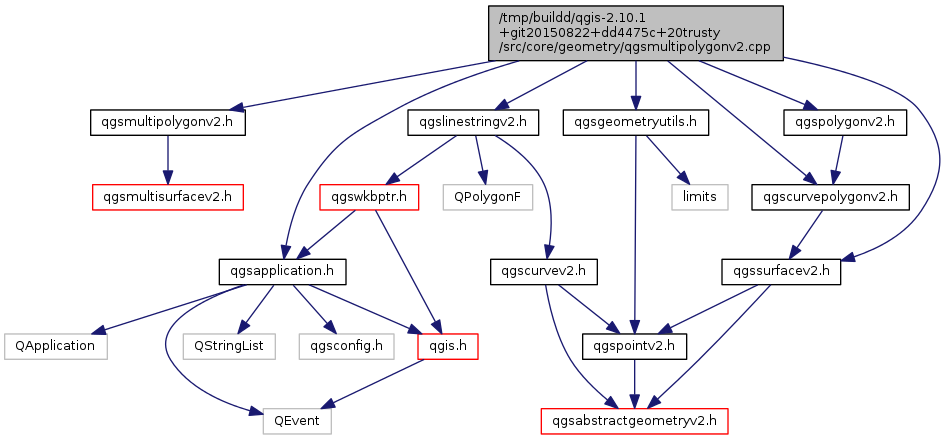 /tmp/buildd/qgis-2.10.1
+git20150822+dd4475c+20trusty
/src/core/geometry/qgsmultipolygonv2.cpp
qgsmultipolygonv2.h
qgslinestringv2.h
qgsgeometryutils.h
qgspolygonv2.h
qgsmultisurfacev2.h
qgswkbptr.h
QPolygonF
limits
qgscurvepolygonv2.h
qgsapplication.h
qgscurvev2.h
qgssurfacev2.h
QApplication
QStringList
qgsconfig.h
qgis.h
qgspointv2.h
QEvent
qgsabstractgeometryv2.h